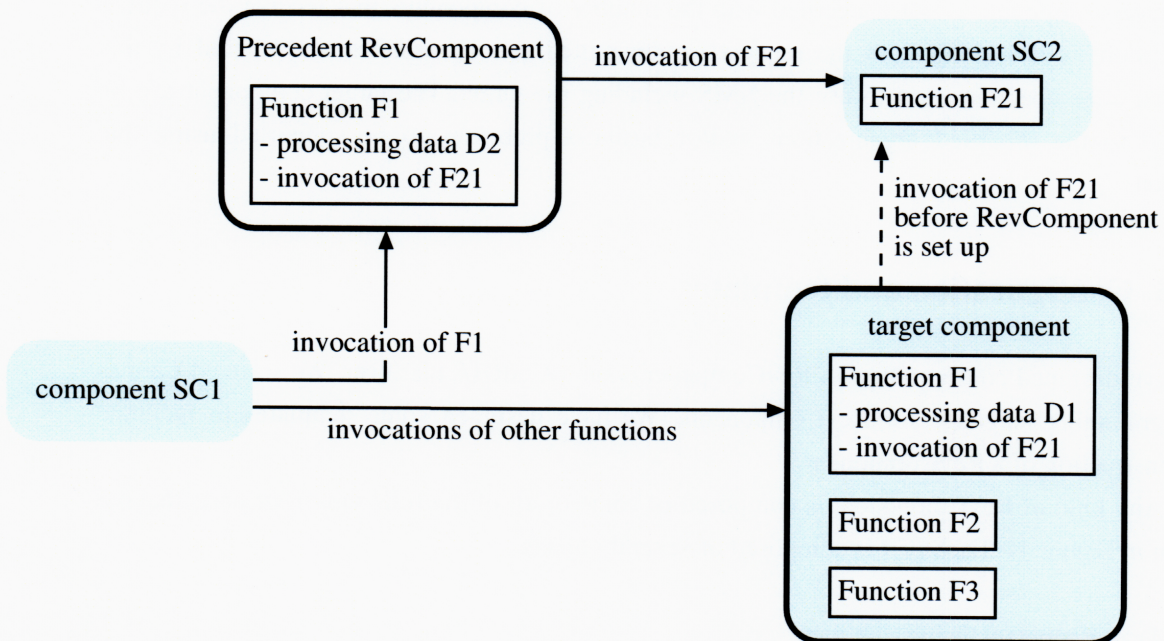 Precedent RevComponent
Function F1
- processing data D2
- invocation of F21
invocation of F21
component SC2
Function F21
invocation of F21
before RevComponent
is set up
invocation of F1
component SC1
invocations of other functions
target component
Function F1
- processing data D1
- invocation of F21
Function F2
Function F3